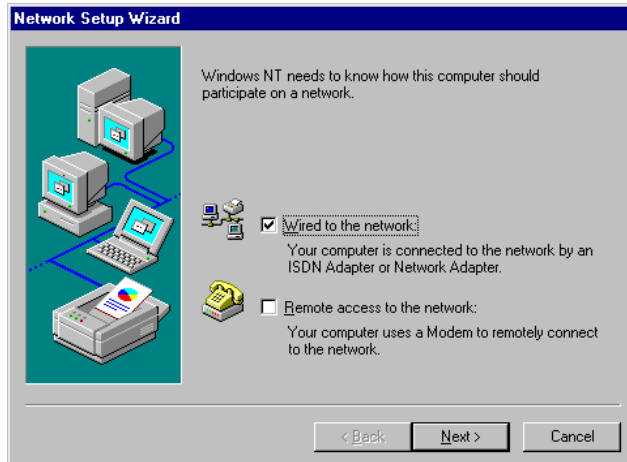 Network Setup Wizard
Windows NT needs to know how this computer should
participate on a network.
Wired to the network:
Your computer is connected to the network by an
ISDN Adapter or Network Adapter.
Remote access to the network:
Your computer uses a Modem to remotely connect
to the network.
< Back
Next >
Cancel